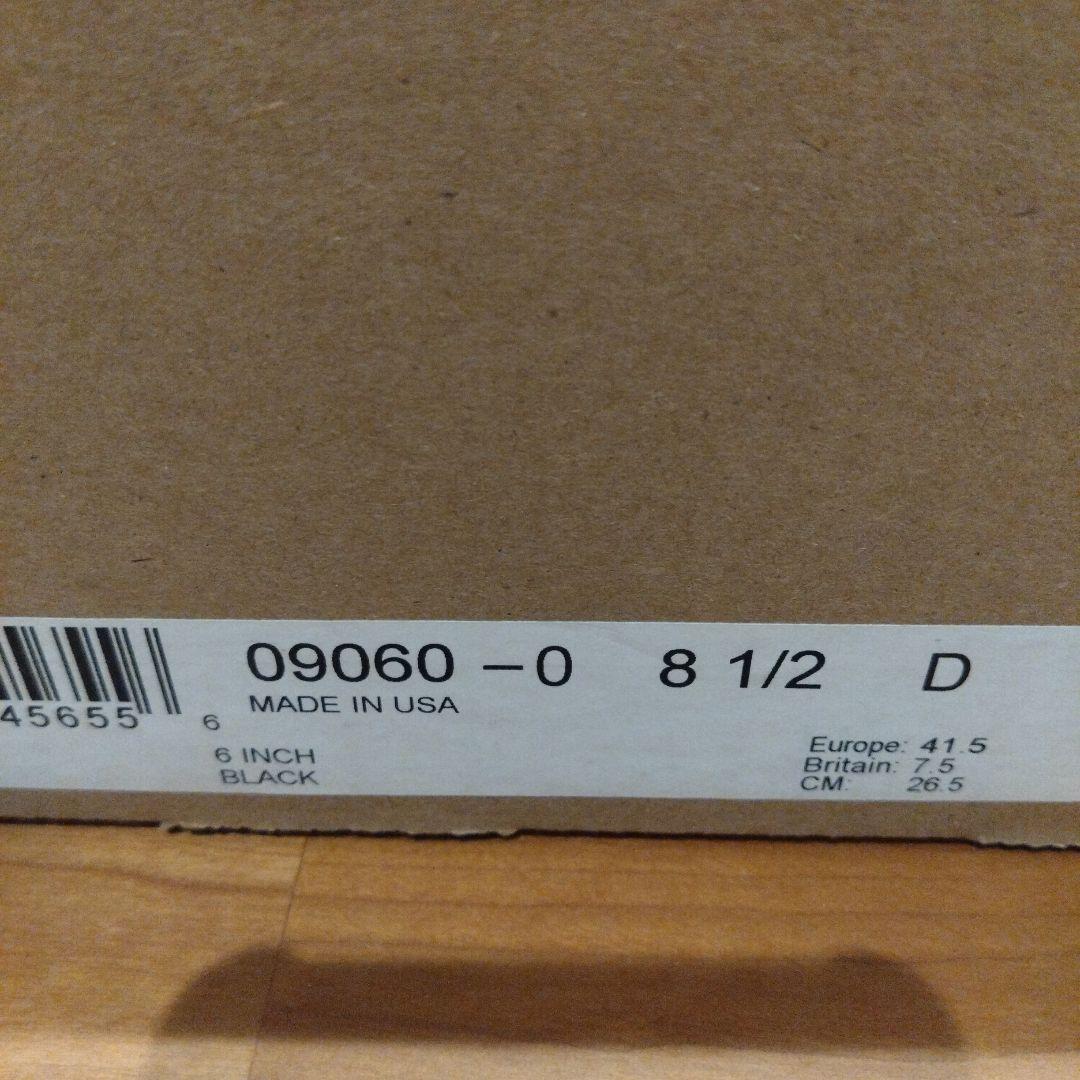 09060 –0 8 1/2 D
MADE IN USA
45655 6
6 INCH
BLACK
Europe: 41.5
Britain: 7.5
CM: 26.5